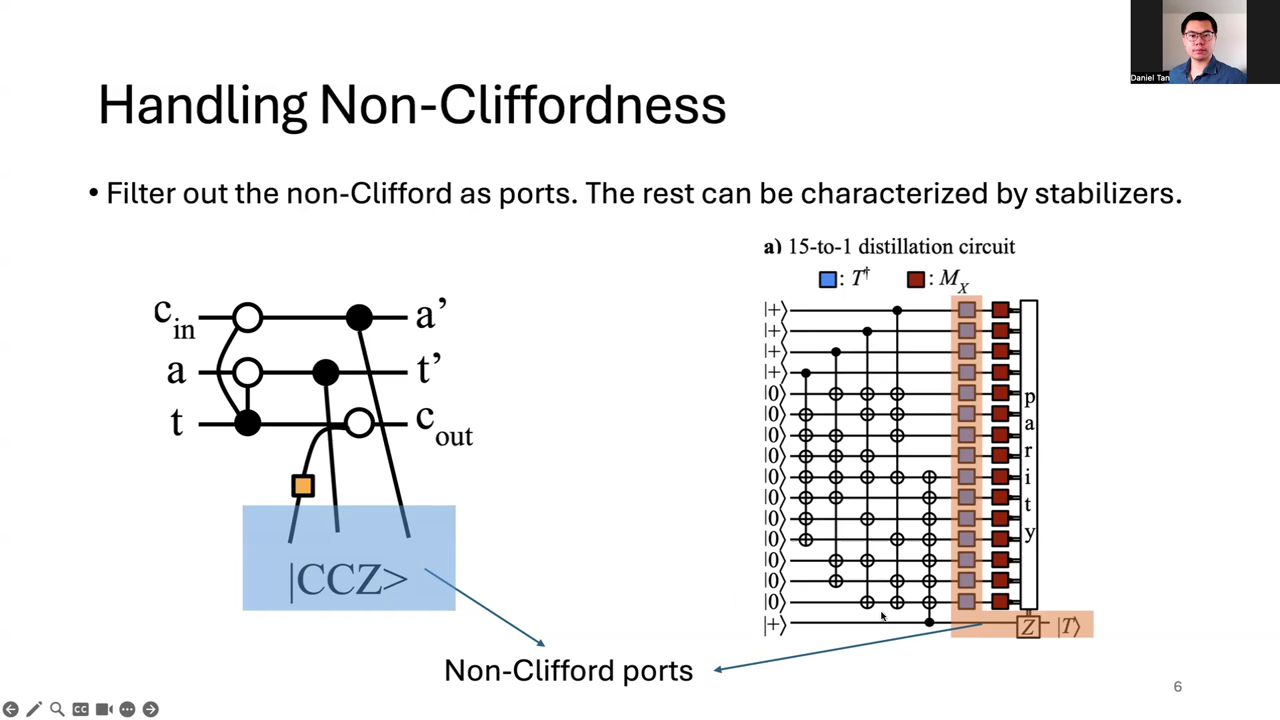 Daniel Tan
Handling Non-Cliffordness
• Filter out the non-Clifford as ports. The rest can be characterized by stabilizers.
a) 15-to-1 distillation circuit
: T† : M_X
c_in
a
t
a’
t’
c_out
|CCZ>
|+⟩
|+⟩
|+⟩
|+⟩
|0⟩
|0⟩
|0⟩
|0⟩
|0⟩
|0⟩
|0⟩
|0⟩
|0⟩
|0⟩
|0⟩
|+⟩
parity
Z
|T⟩
Non-Clifford ports
6
CC